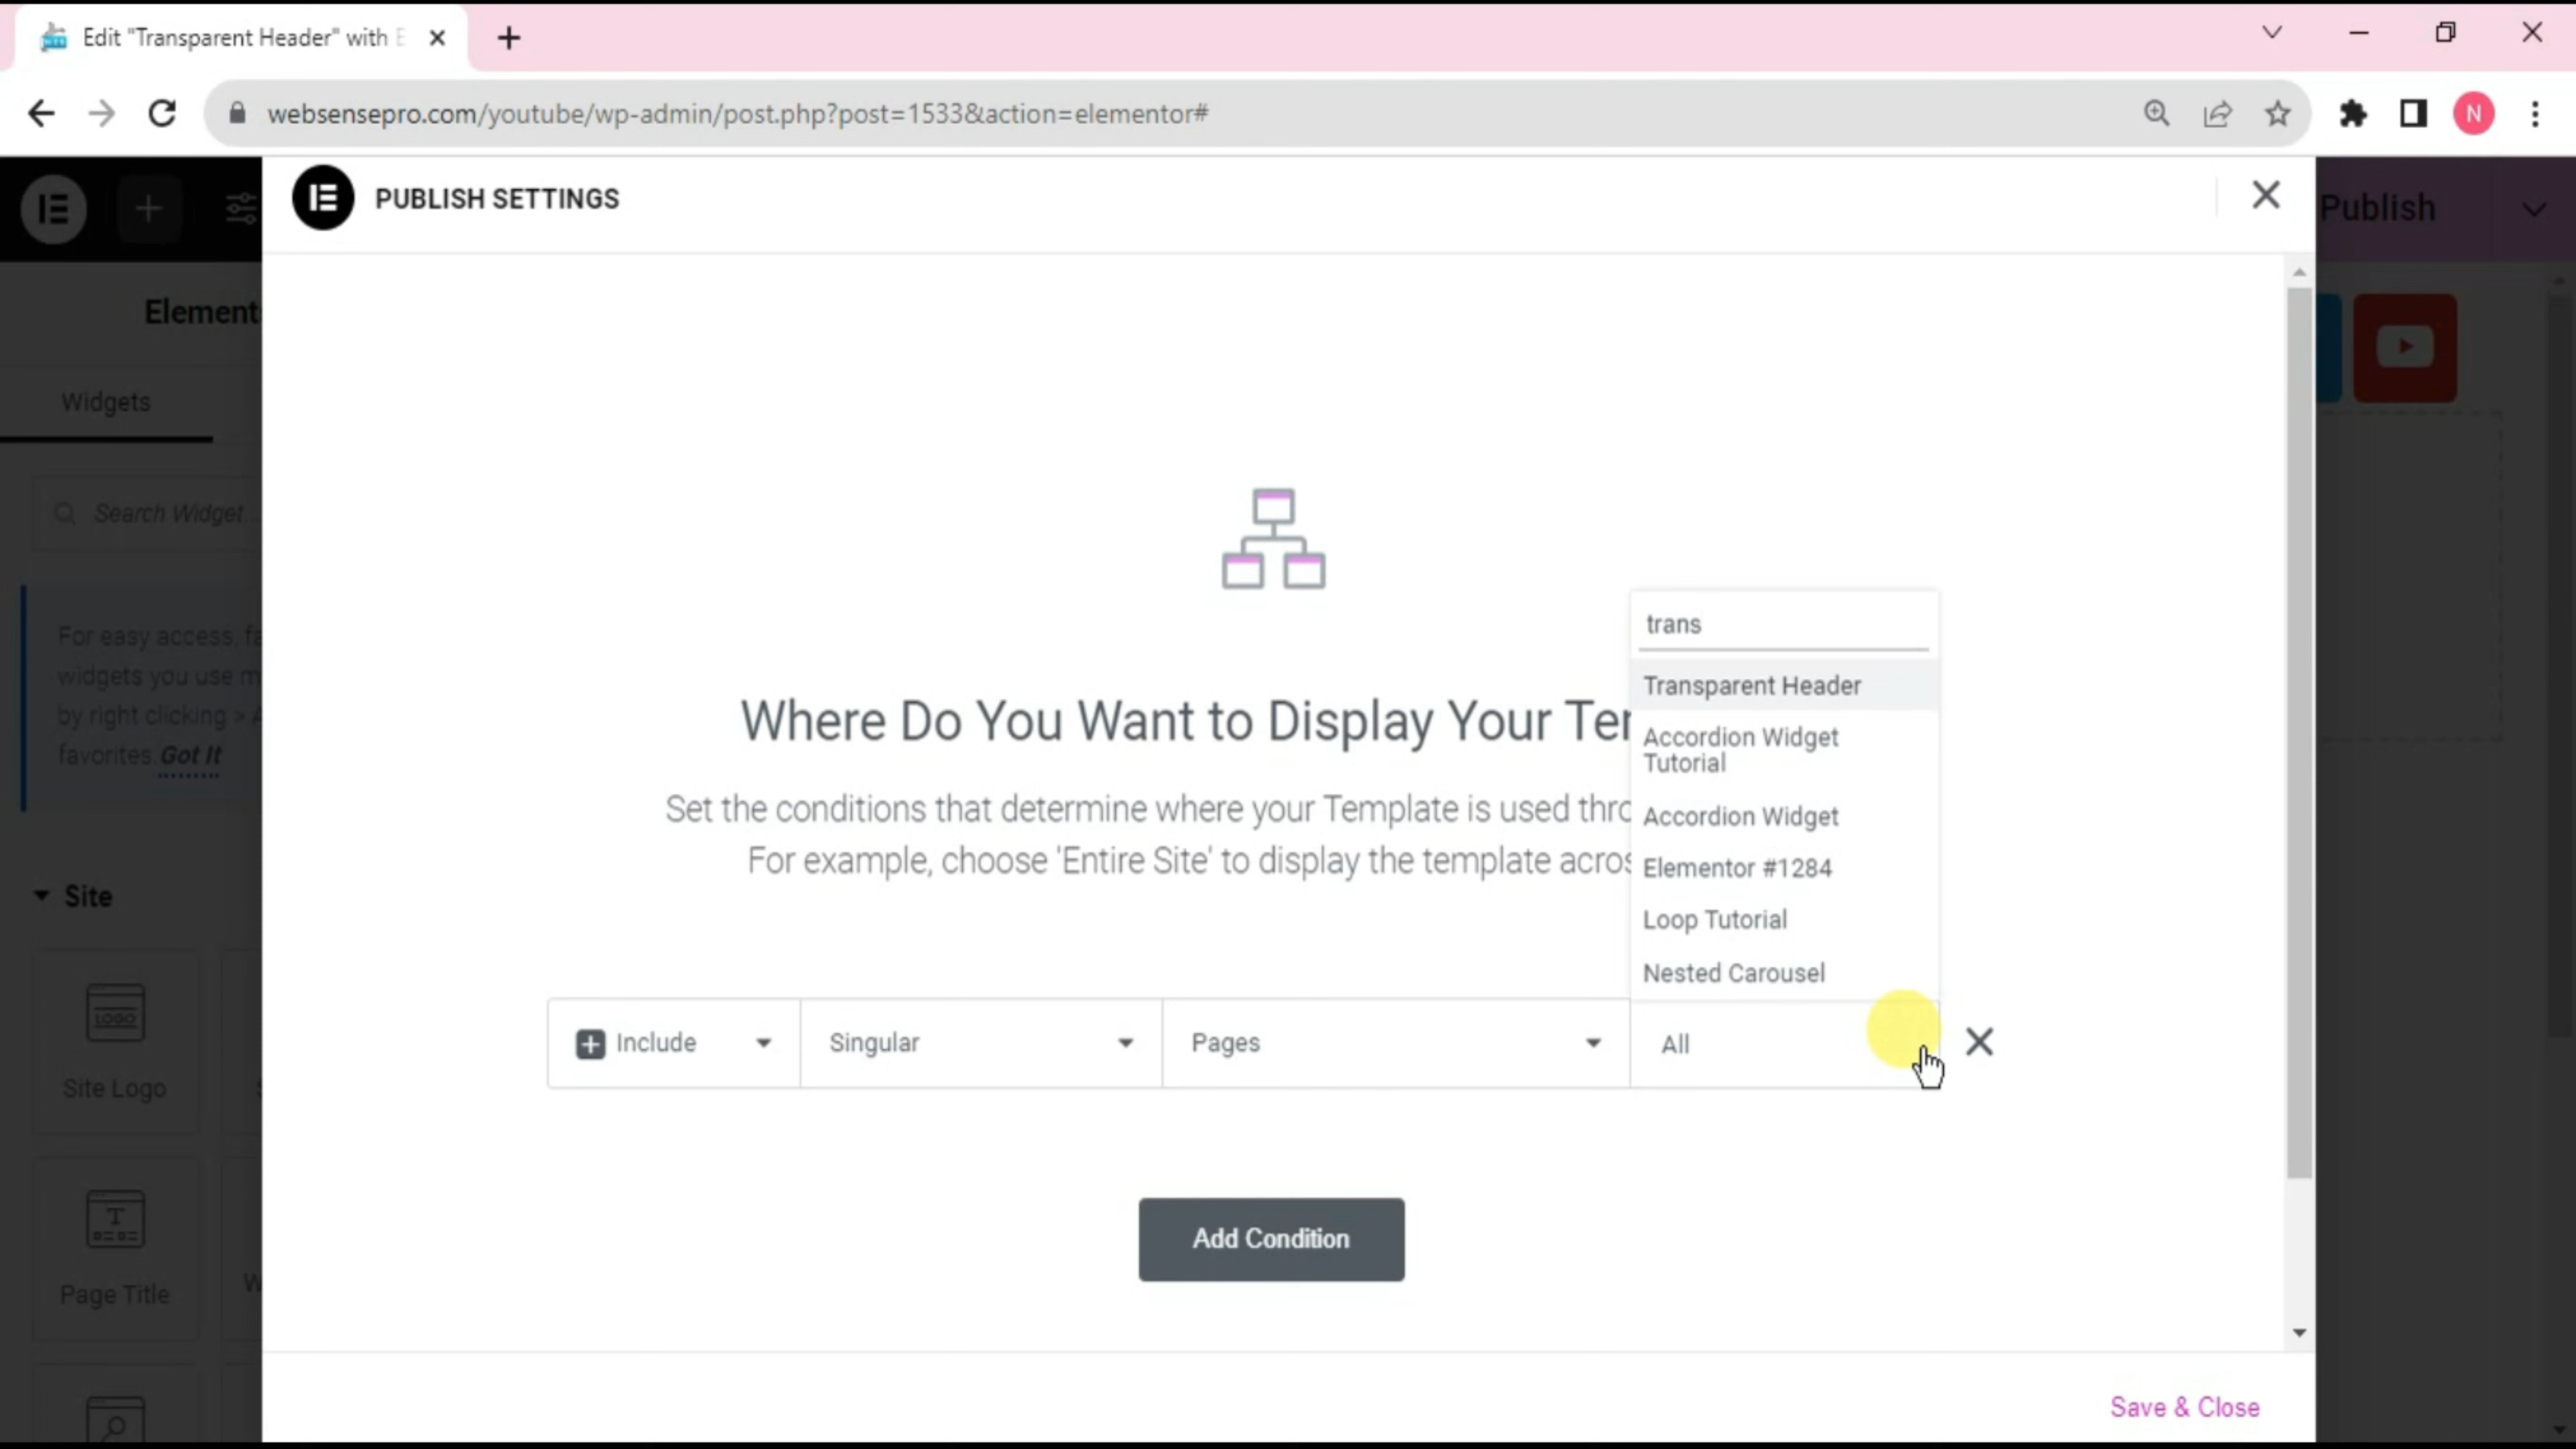 Edit "Transparent Header" with E
websensepro.com/youtube/wp-admin/post.php?post=1533&action=elementor#
N
PUBLISH SETTINGS
Publish
Element
Widgets
Search Widget
For easy access, fa
widgets you use m
by right clicking > A
favorites. Got It
Site
LOGO
Site Logo
T
Page Title
W
trans
Transparent Header
Accordion Widget
Tutorial
Accordion Widget
Elementor #1284
Loop Tutorial
Nested Carousel
Where Do You Want to Display Your Ter
Set the conditions that determine where your Template is used thro
For example, choose 'Entire Site' to display the template acros
Include
Singular
Pages
All
Add Condition
Save & Close